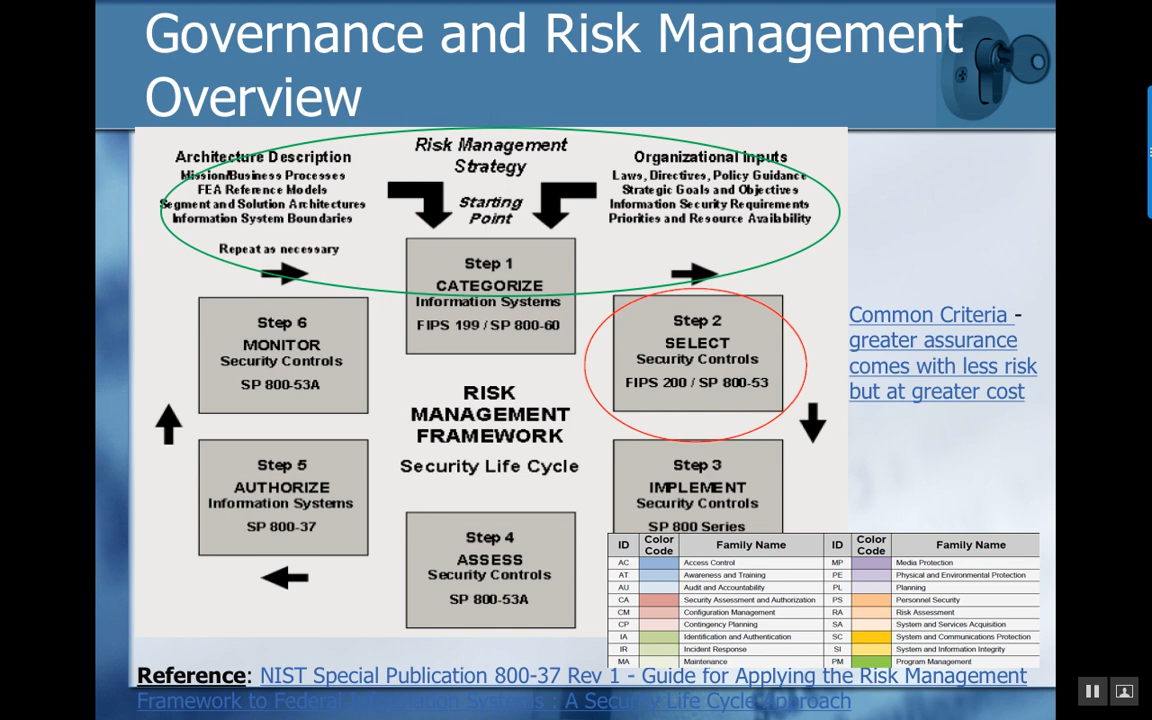 Governance and Risk Management
Overview
Architecture Description
Mission/Business Processes
FEA Reference Models
Segment and Solution Architectures
Information System Boundaries
Repeat as necessary
Risk Management
Strategy
Starting
Point
Organizational Inputs
Laws, Directives, Policy Guidance
Strategic Goals and Objectives
Information Security Requirements
Priorities and Resource Availability
Step 1
CATEGORIZE
Information Systems
FIPS 199 / SP 800-60
Step 2
SELECT
Security Controls
FIPS 200 / SP 800-53
Step 6
MONITOR
Security Controls
SP 800-53A
RISK
MANAGEMENT
FRAMEWORK
Security Life Cycle
Common Criteria -
greater assurance
comes with less risk
but at greater cost
Step 5
AUTHORIZE
Information Systems
SP 800-37
Step 3
IMPLEMENT
Security Controls
SP 800 Series
Step 4
ASSESS
Security Controls
SP 800-53A
ID Color Code Family Name ID Color Code Family Name
AC Access Control MP Media Protection
AT Awareness and Training PE Physical and Environmental Protection
AU Audit and Accountability PL Planning
CA Security Assessment and Authorization PS Personnel Security
CM Configuration Management RA Risk Assessment
CP Contingency Planning SA System and Services Acquisition
IA Identification and Authentication SC System and Communications Protection
IR Incident Response SI System and Information Integrity
MA Maintenance PM Program Management
Reference: NIST Special Publication 800-37 Rev 1 - Guide for Applying the Risk Management
Framework to Federal Information Systems : A Security Life Cycle Approach